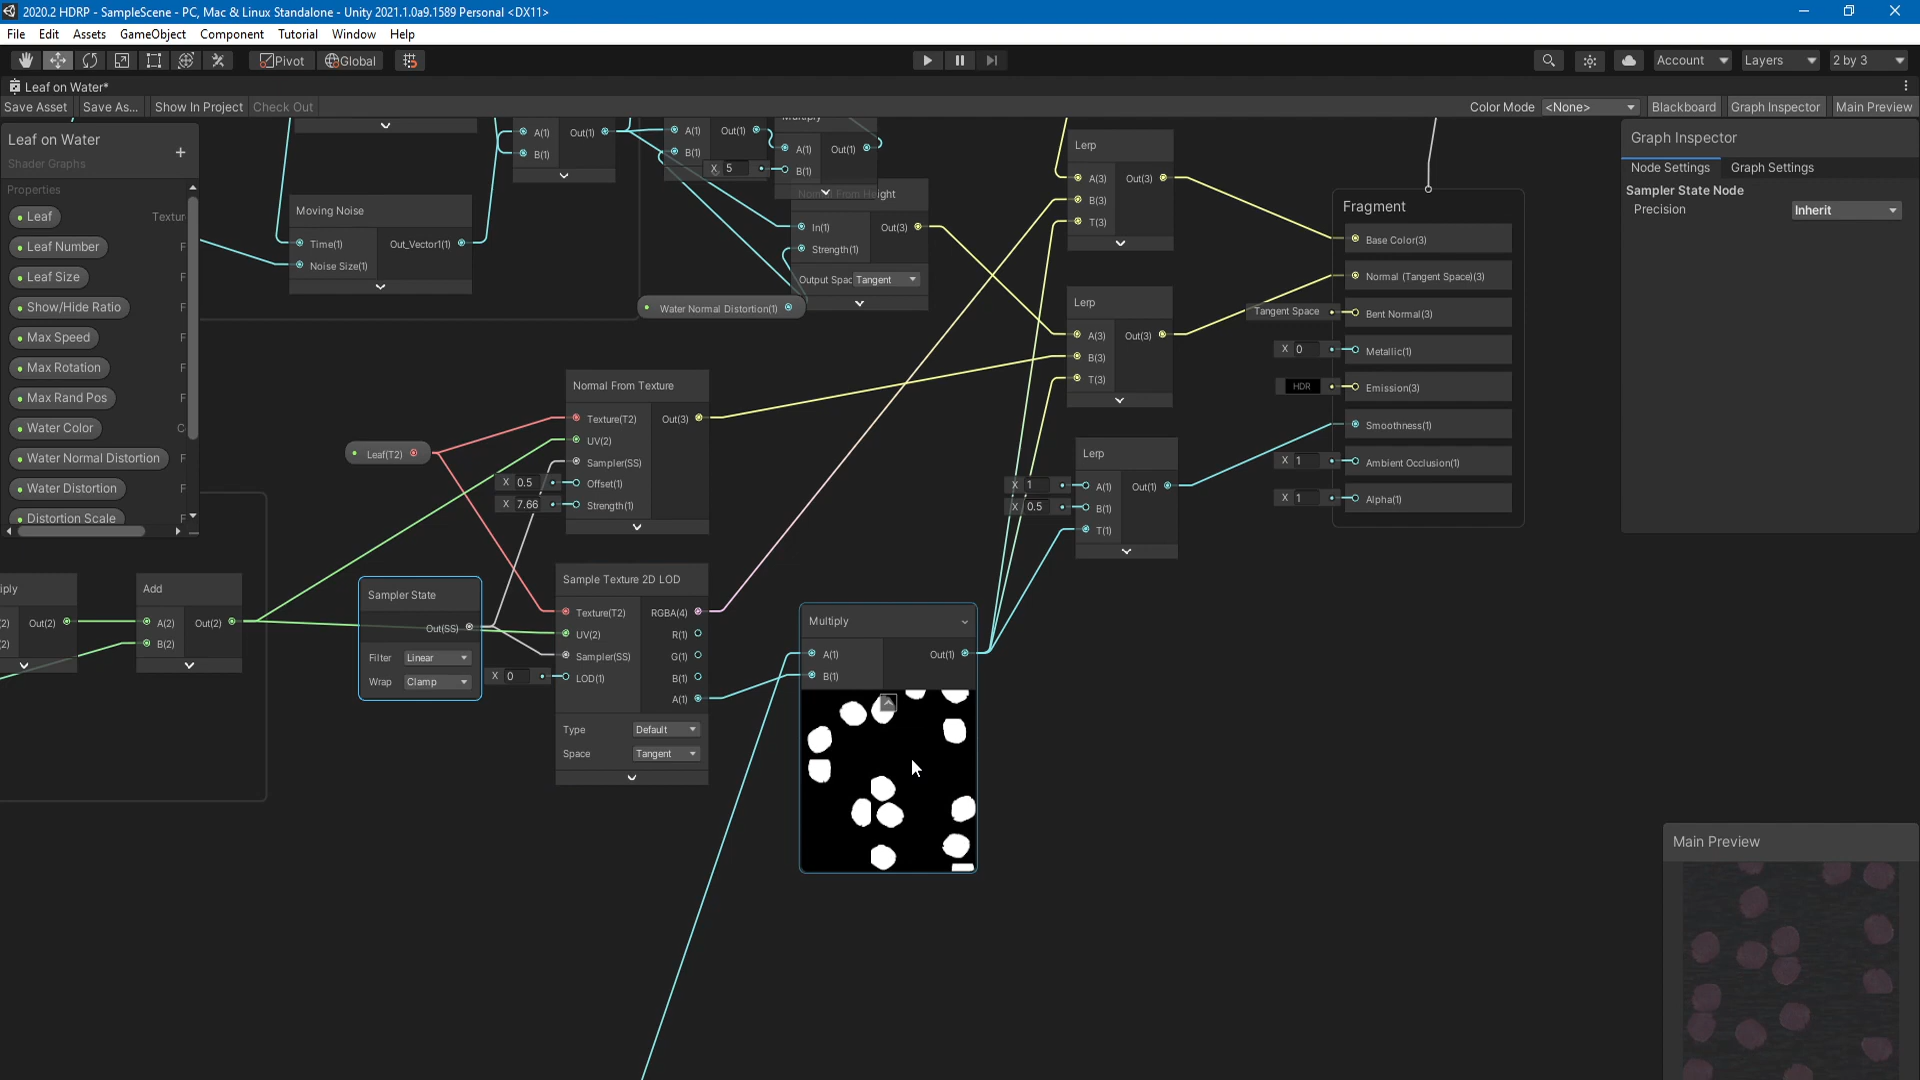 2020.2 HDRP - SampleScene - PC, Mac & Linux Standalone - Unity 2021.1.0a9.1589 Personal <DX11>
File Edit Assets GameObject Component Tutorial Window Help
Pivot Global Account Layers 2 by 3
Leaf on Water*
Save Asset Save As... Show In Project Check Out Color Mode <None> Blackboard Graph Inspector Main Preview
Leaf on Water
Shader Graphs
Properties
Leaf Textur
Leaf Number F
Leaf Size F
Show/Hide Ratio F
Max Speed F
Max Rotation F
Max Rand Pos F
Water Color C
Water Normal Distortion F
Water Distortion F
Distortion Scale F
Moving Noise
Time(1) Out_Vector1(1)
Noise Size(1)
A(1) Out(1)
B(1)
A(1) Out(1)
B(1)
X 5
Multiply
A(1) Out(1)
B(1)
Normal From Height
In(1) Out(3)
Strength(1)
Output Spac Tangent
Water Normal Distortion(1)
Lerp
A(3) Out(3)
B(3)
T(3)
Lerp
A(3) Out(3)
B(3)
T(3)
Lerp
X 1 A(1) Out(1)
X 0.5 B(1)
T(1)
Fragment
Base Color(3)
Normal (Tangent Space)(3)
Tangent Space Bent Normal(3)
X 0 Metallic(1)
HDR Emission(3)
Smoothness(1)
X 1 Ambient Occlusion(1)
X 1 Alpha(1)
Graph Inspector
Node Settings Graph Settings
Sampler State Node
Precision Inherit
Leaf(T2)
Normal From Texture
Texture(T2) Out(3)
UV(2)
Sampler(SS)
X 0.5 Offset(1)
X 7.66 Strength(1)
iply
2) Out(2)
2)
Add
A(2) Out(2)
B(2)
Sampler State
Out(SS)
Filter Linear
Wrap Clamp
Sample Texture 2D LOD
Texture(T2) RGBA(4)
UV(2) R(1)
Sampler(SS) G(1)
X 0 LOD(1) B(1)
A(1)
Type Default
Space Tangent
Multiply
A(1) Out(1)
B(1)
Main Preview